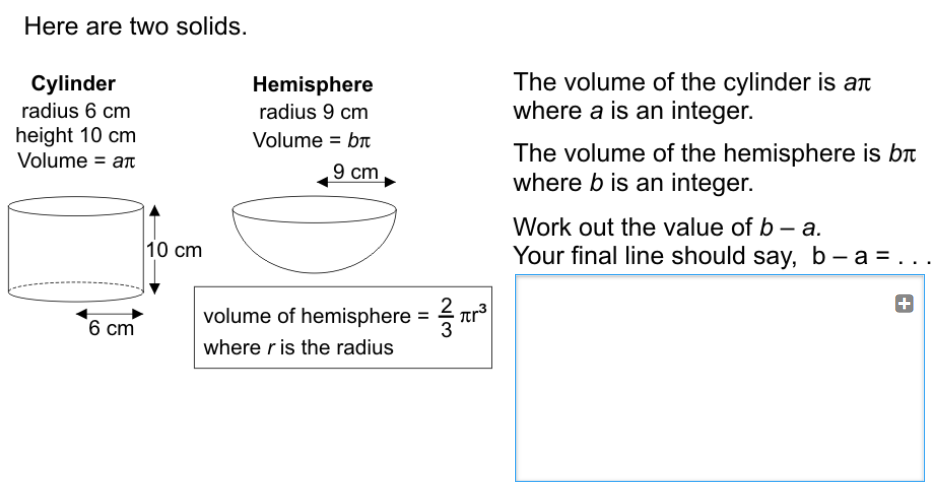 Here are two solids.
Cylinder
radius 6 cm
height 10 cm
Volume = aπ
10 cm
6 cm
Hemisphere
radius 9 cm
Volume = bπ
9 cm
volume of hemisphere = 2/3 πr³
where r is the radius
The volume of the cylinder is aπ
where a is an integer.
The volume of the hemisphere is bπ
where b is an integer.
Work out the value of b – a.
Your final line should say, b – a = . . .